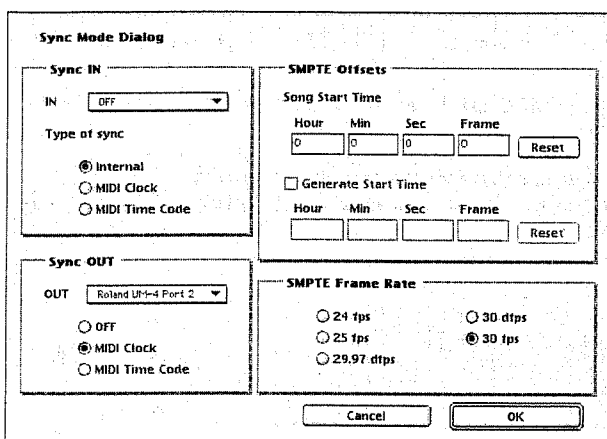 Sync Mode Dialog
Sync IN
IN OFF
Type of sync
Internal
MIDI Clock
MIDI Time Code
SMPTE Offsets
Song Start Time
Hour Min Sec Frame
0 0 0 0 Reset
Generate Start Time
Hour Min Sec Frame
Reset
Sync OUT
OUT Roland UM-4 Port 2
OFF
MIDI Clock
MIDI Time Code
SMPTE Frame Rate
24 fps 30 dfps
25 fps 30 fps
29.97 dfps
Cancel OK